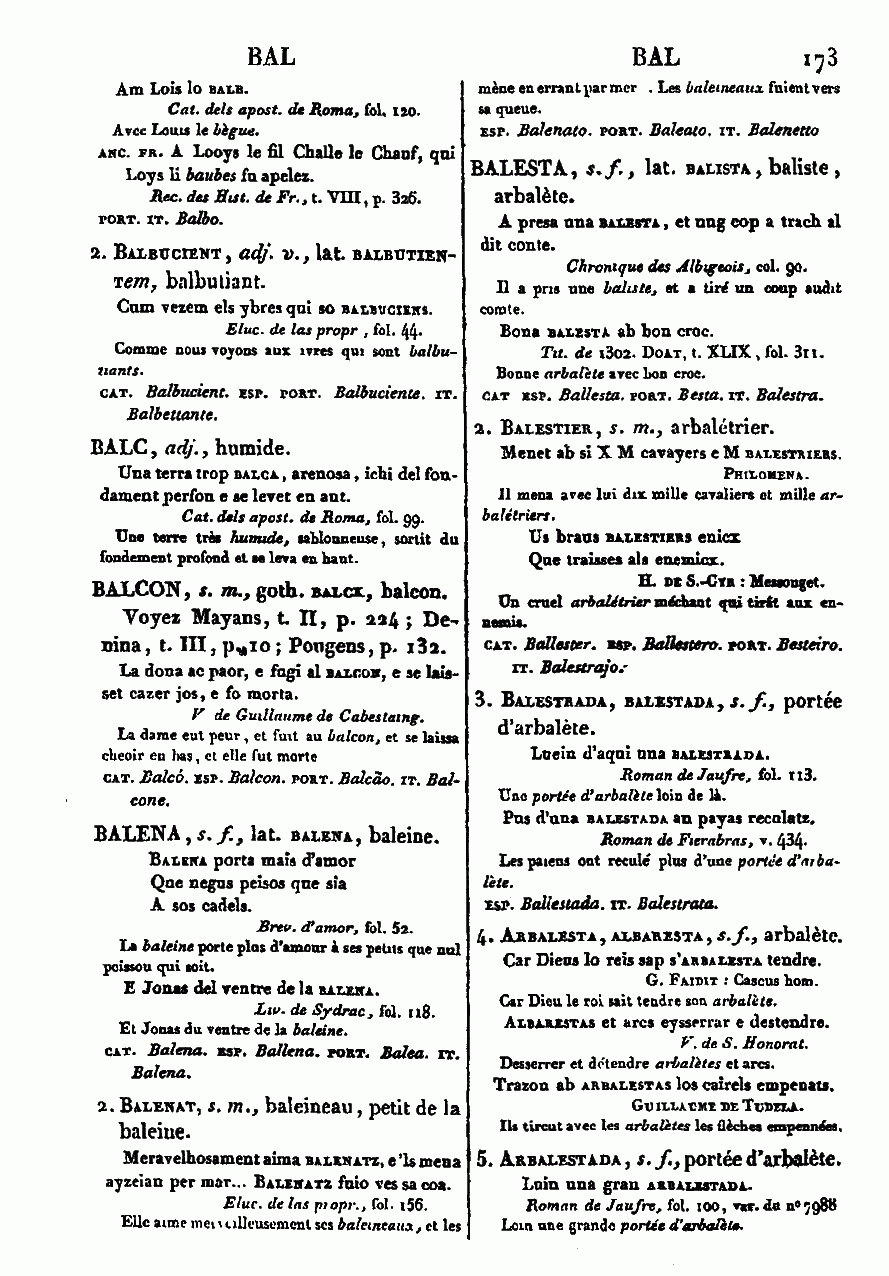 BAL
BAL 173
Am Lois lo BALB.
Cat. dels apost. de Roma, fol. 120.
Avec Louis le bègue.
ANC. FR. A Looys le fil Challe le Chauf, qui
Loys li baubes fu apelez.
Rec. des Hist. de Fr., t. VIII, p. 326.
PORT. IT. Balbo.
2. BALBUCIENT, adj. v., lat. BALBUTIEN-
TEM, balbutiant.
Cum vezem els ybres qui so BALBUCIENS.
Eluc. de las propr , fol. 44.
Comme nous voyons aux ivres qui sont balbu-
tiants.
CAT. Balbucient. ESP. PORT. Balbuciente. IT.
Balbettante.
BALC, adj., humide.
Una terra trop BALCA, arenosa, ichi del fon-
dament perfon e se levet en aut.
Cat. dels apost. de Roma, fol. 99.
Une terre très humide, sablonneuse, sortit du
fondement profond et se leva en haut.
BALCON, s. m., goth. BALCX, balcon.
Voyez Mayans, t. II, p. 224; De-
nina, t. III, p. 10; Pougens, p. 132.
La dona ac paor, e fugi al BALCON, e se lais-
set cazer jos, e fo morta.
V de Guillaume de Cabestaing.
La dame eut peur, et fuit au balcon, et se laissa
cheoir en bas, et elle fut morte
CAT. Balcó. ESP. Balcon. PORT. Balcão. IT. Bal-
cone.
BALENA, s. f., lat. BALENA, baleine.
BALENA porta mais d'amor
Que negus peisos que sia
A sos cadels.
Brev. d'amor, fol. 52.
La baleine porte plus d'amour à ses petits que nul
poisson qui soit.
E Jonas del ventre de la BALENA.
Liv. de Sydrac, fol. 118.
Et Jonas du ventre de la baleine.
CAT. Balena. ESP. Ballena. PORT. Balea. IT.
Balena.
2. BALENAT, s. m., baleineau, petit de la
baleine.
Meravelhosament aima BALENATZ, e 'ls mena
ayzeian per mar... BALENATZ fuio ves sa coa.
Eluc. de las propr., fol. 156.
Elle aime merveilleusement ses baleineaux, et les
mène en errant par mer . Les baleineaux fuient vers
sa queue.
ESP. Balenato. PORT. Baleato. IT. Balenetto
BALESTA, s. f., lat. BALISTA, baliste,
arbalète.
A presa una BALESTA, et ung cop a trach al
dit conte.
Chronique des Albigeois, col. 90.
Il a pris une baliste, et a tiré un coup audit
comte.
Bona BALESTA ab bon croc.
Tit. de 1302. DOAT, t. XLIX, fol. 311.
Bonne arbalète avec bon croc.
CAT ESP. Ballesta. PORT. Besta. IT. Balestra.
2. BALESTIER, s. m., arbalétrier.
Menet ab si X M cavayers e M BALESTRIERS.
PHILOMENA.
Il mena avec lui dix mille cavaliers et mille ar-
balétriers.
Us braus BALESTIERS enicx
Que traisses als enemicx.
H. DE S.-CYR : Messonget.
Un cruel arbalétrier méchant qui tirât aux en-
nemis.
CAT. Ballester. ESP. Ballestero. PORT. Besteiro.
IT. Balestrajo.
3. BALESTRADA, BALESTADA, s. f., portée
d'arbalète.
Luein d'aqui una BALESTRADA.
Roman de Jaufre, fol. 113.
Une portée d'arbalète loin de là.
Pus d'una BALESTADA an payas reculatz.
Roman de Fierabras, v. 434.
Les païens ont reculé plus d'une portée d'arba-
lète.
ESP. Ballestada. IT. Balestrata.
4. ARBALESTA, ALBARESTA, s. f., arbalète.
Car Dieus lo reis sap s'ARBALESTA tendre.
G. FAIDIT : Cascus hom.
Car Dieu le roi sait tendre son arbalète.
ALBARESTAS et arcs eysserrar e destendre.
V. de S. Honorat.
Desserrer et détendre arbalètes et arcs.
Trazon ab ARBALESTAS los cairels empenats.
GUILLAUME DE TUDELA.
Ils tirent avec les arbalètes les flèches empennées.
5. ARBALESTADA, s. f., portée d'arbalète.
Luin una gran ARBALESTADA.
Roman de Jaufre, fol. 100, var. du n° 7988
Loin une grande portée d'arbalète.